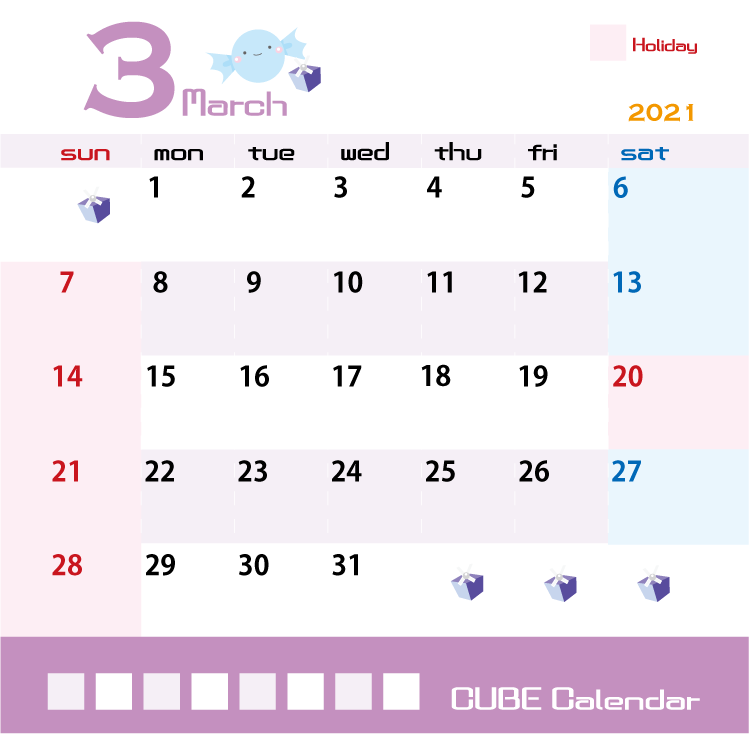 3 March
Holiday
2021
sun mon tue wed thu fri sat
1 2 3 4 5 6
7 8 9 10 11 12 13
14 15 16 17 18 19 20
21 22 23 24 25 26 27
28 29 30 31
CUBE Calendar